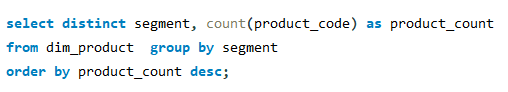 select distinct segment, count(product_code) as product_count
from dim_product  group by segment
order by product_count desc;